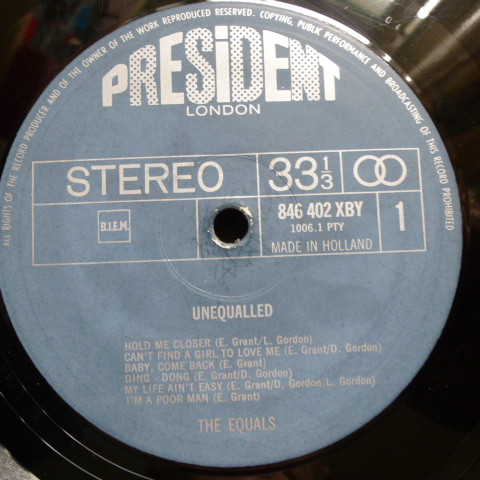 ALL RIGHTS OF THE RECORD PRODUCER AND OF THE OWNER OF THE WORK REPRODUCED RESERVED. COPYING, PUBLIC PERFORMANCE AND BROADCASTING OF THIS RECORD PROHIBITED
PRESIDENT
LONDON
STEREO 33 1/3
B.I.E.M. 846 402 XBY 1
1006.1 PTY
MADE IN HOLLAND
UNEQUALLED
HOLD ME CLOSER (E. Grant/L. Gordon)
CAN'T FIND A GIRL TO LOVE ME (E. Grant/D. Gordon)
BABY, COME BACK (E. Grant)
DING - DONG (E. Grant/D. Gordon)
MY LIFE AIN'T EASY (E. Grant/D. Gordon/L. Gordon)
I'M A POOR MAN (E. Grant)
THE EQUALS